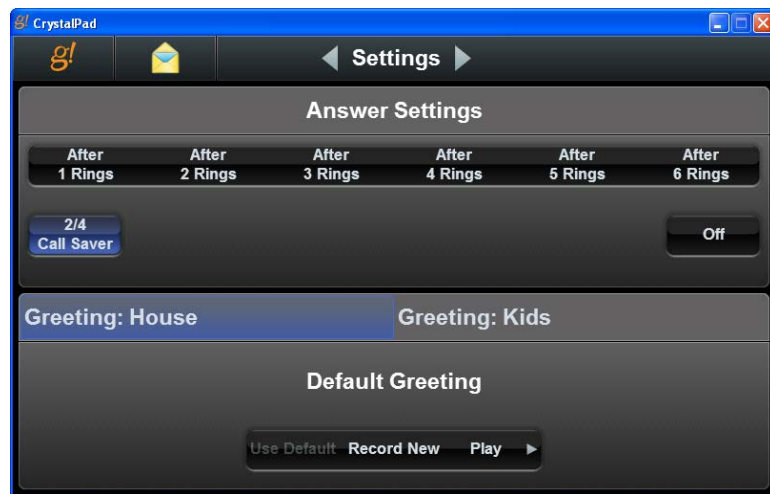 g! CrystalPad
g! Settings
Answer Settings
After After After After After After
1 Rings 2 Rings 3 Rings 4 Rings 5 Rings 6 Rings
2/4
Call Saver Off
Greeting: House Greeting: Kids
Default Greeting
Use Default Record New Play